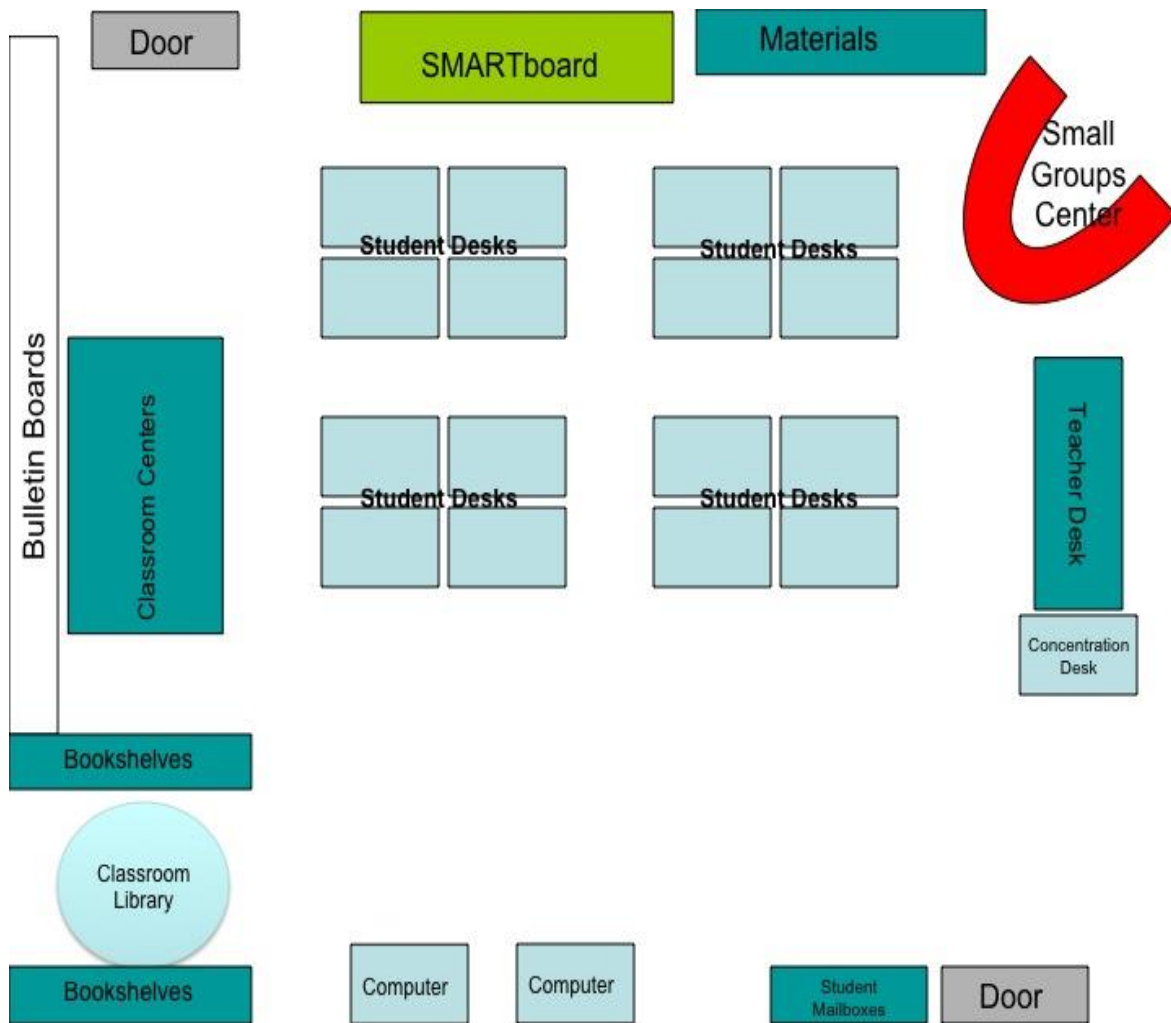 Door
SMARTboard
Materials
Small
Groups
Center
Student Desks
Student Desks
Bulletin Boards
Classroom Centers
Teacher Desk
Student Desks
Student Desks
Concentration
Desk
Bookshelves
Classroom
Library
Bookshelves
Computer
Computer
Student
Mailboxes
Door